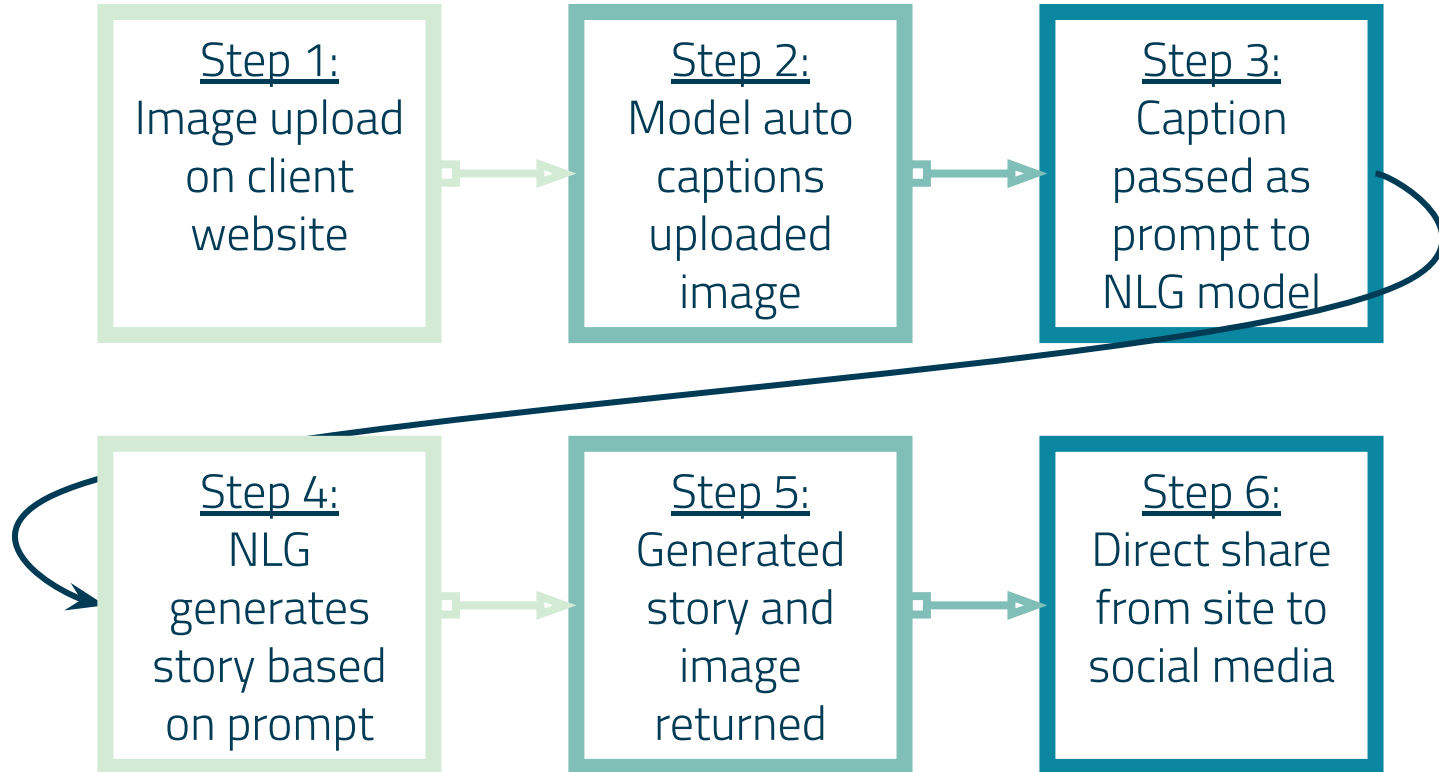 Step 1:
Image upload
on client
website
Step 2:
Model auto
captions
uploaded
image
Step 3:
Caption
passed as
prompt to
NLG model
Step 4:
NLG
generates
story based
on prompt
Step 5:
Generated
story and
image
returned
Step 6:
Direct share
from site to
social media